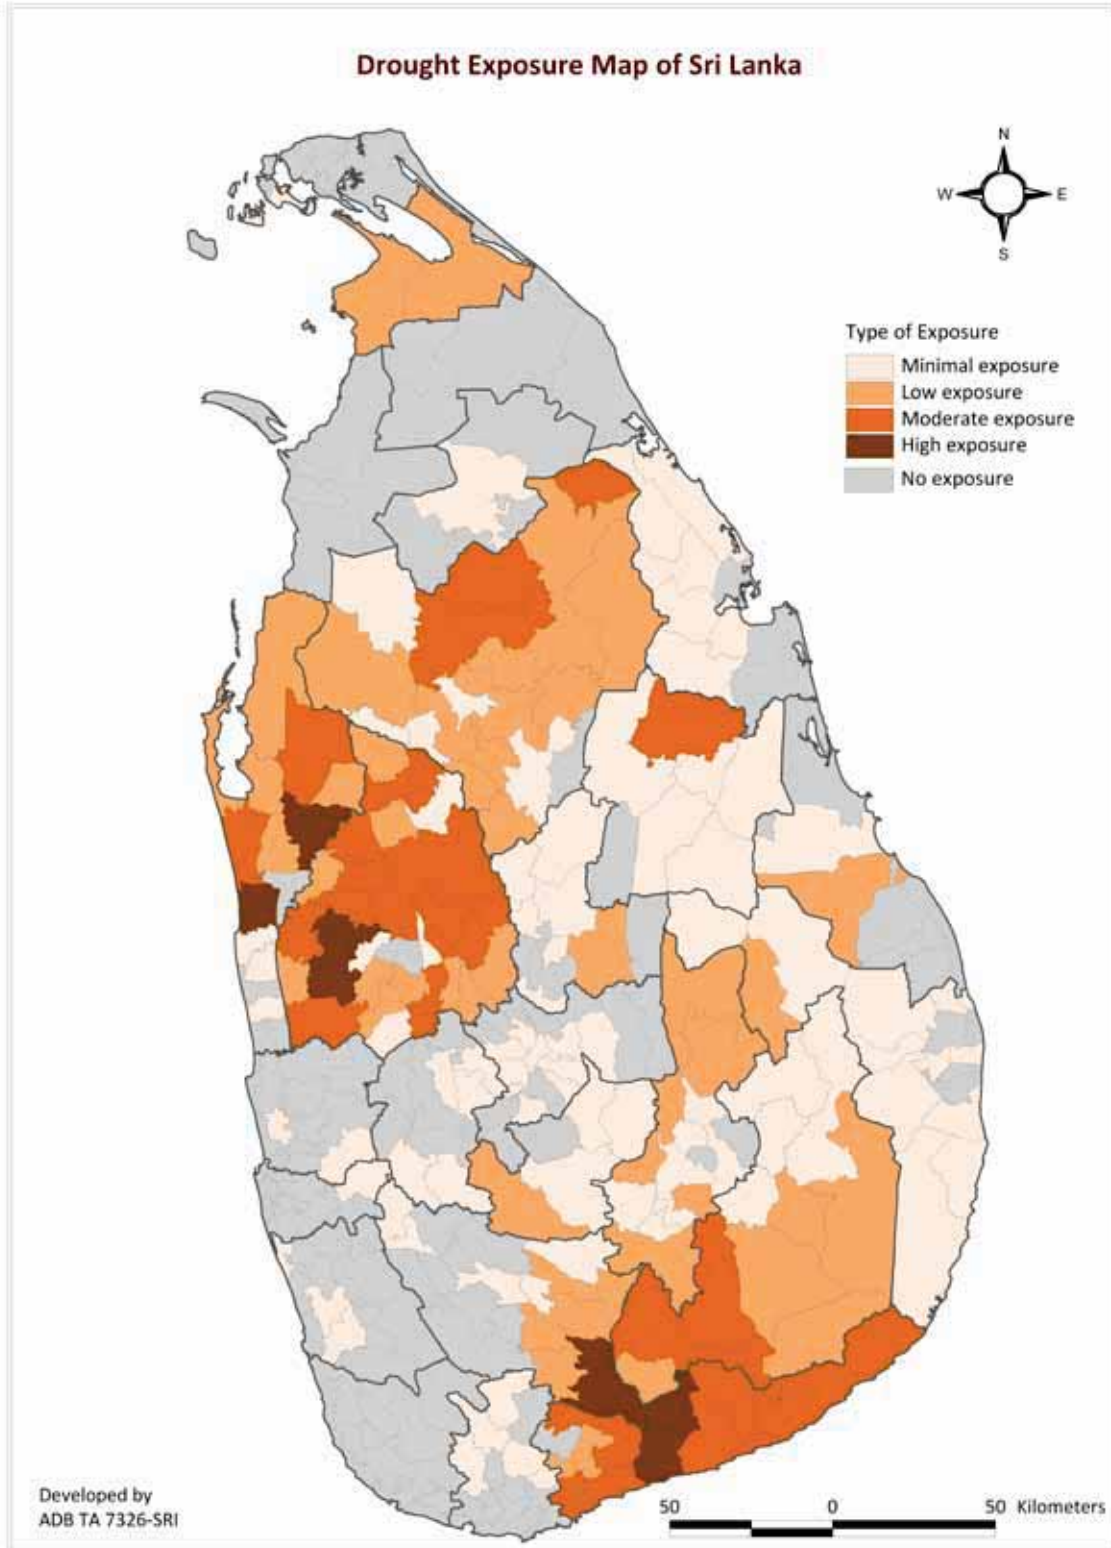 Drought Exposure Map of Sri Lanka
N
W
E
S
Type of Exposure
Minimal exposure
Low exposure
Moderate exposure
High exposure
No exposure
Developed by
ADB TA 7326-SRI
50 0 50 Kilometers